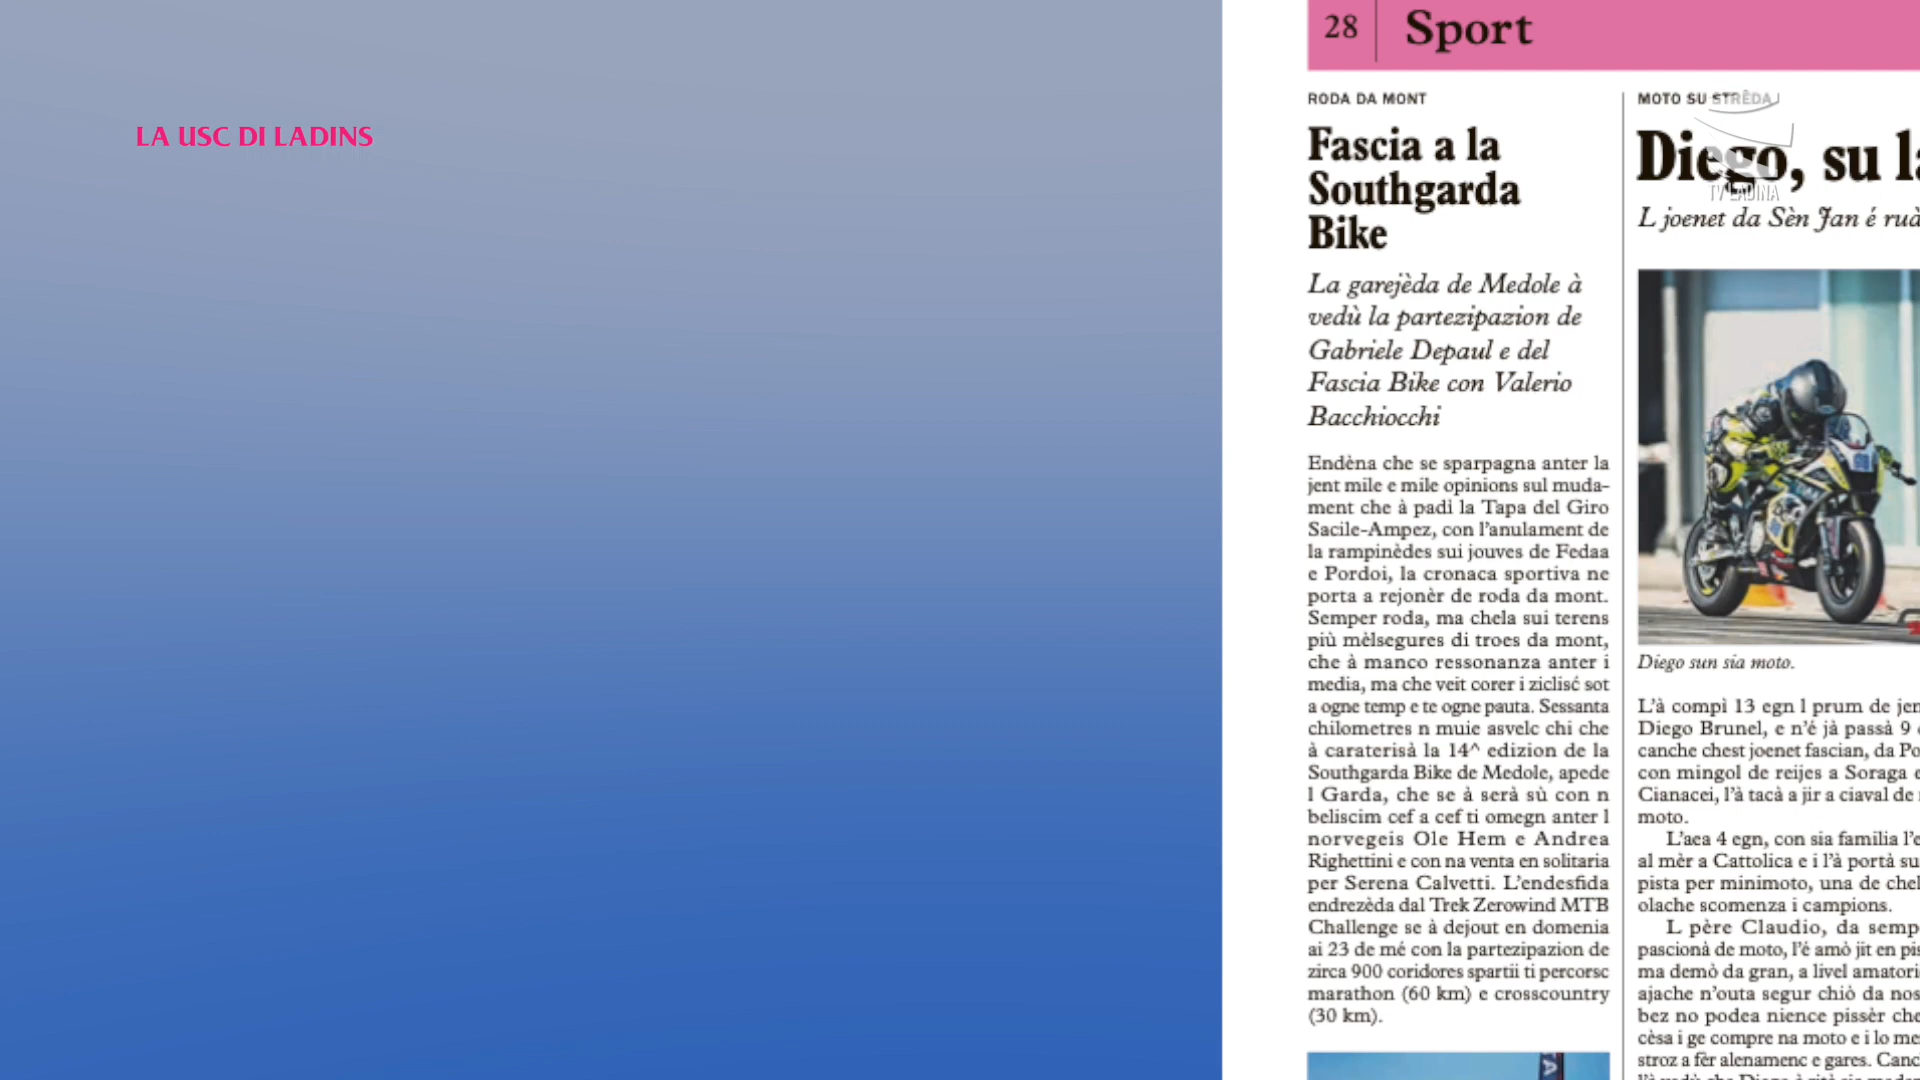 LA USC DI LADINS
28
Sport
RODA DA MONT
Fascia a la
Southgarda
Bike
La garejèda de Medole à
vedù la partezipazion de
Gabriele Depaul e del
Fascia Bike con Valerio
Bacchiocchi
Endèna che se sparpagna anter la
jent mile e mile opinions sul muda-
ment che à padì la Tapa del Giro
Sacile-Ampez, con l'anulament de
la rampinèdes sui jouves de Fedaa
e Pordoi, la cronaca sportiva ne
porta a rejonèr de roda da mont.
Semper roda, ma chela sui terens
più mèlsegures di troes da mont,
che à manco ressonanza anter i
media, ma che veit corer i ziclisć sot
a ogne temp e te ogne pauta. Sessanta
chilometres n muie asvelc chi che
à caraterisà la 14^ edizion de la
Southgarda Bike de Medole, apede
l Garda, che se à serà sù con n
beliscim cef a cef ti omegn anter l
norvegeis Ole Hem e Andrea
Righettini e con na venta en solitaria
per Serena Calvetti. L'endesfida
endrezèda dal Trek Zerowind MTB
Challenge se à dejout en domenia
ai 23 de mé con la partezipazion de
zirca 900 coridores spartii ti percorsc
marathon (60 km) e crosscountry
(30 km).
MOTO SU STRÈDA
Diego, su
TV LADINA
L joenet da Sèn Jan é
Diego sun sia moto.
L'à compì 13 egn l prum de
Diego Brunel, e n'é jà passà 9
canche chest joenet fascian, da
con mingol de reijes a Soraga
Cianacei, l'à tacà a jir a ciaval de
moto.
L'aea 4 egn, con sia familia
al mèr a Cattolica e i l'à portà
pista per minimoto, una de
olache scomenza i campions.
L père Claudio, da
pascionà de moto, l'é amò jit en
ma demò da gran, a livel
ajache n'outa segur chiò da
bez no podea nience pissèr
cèsa i ge compre na moto e i lo
stroz a fèr alenamenc e gares.